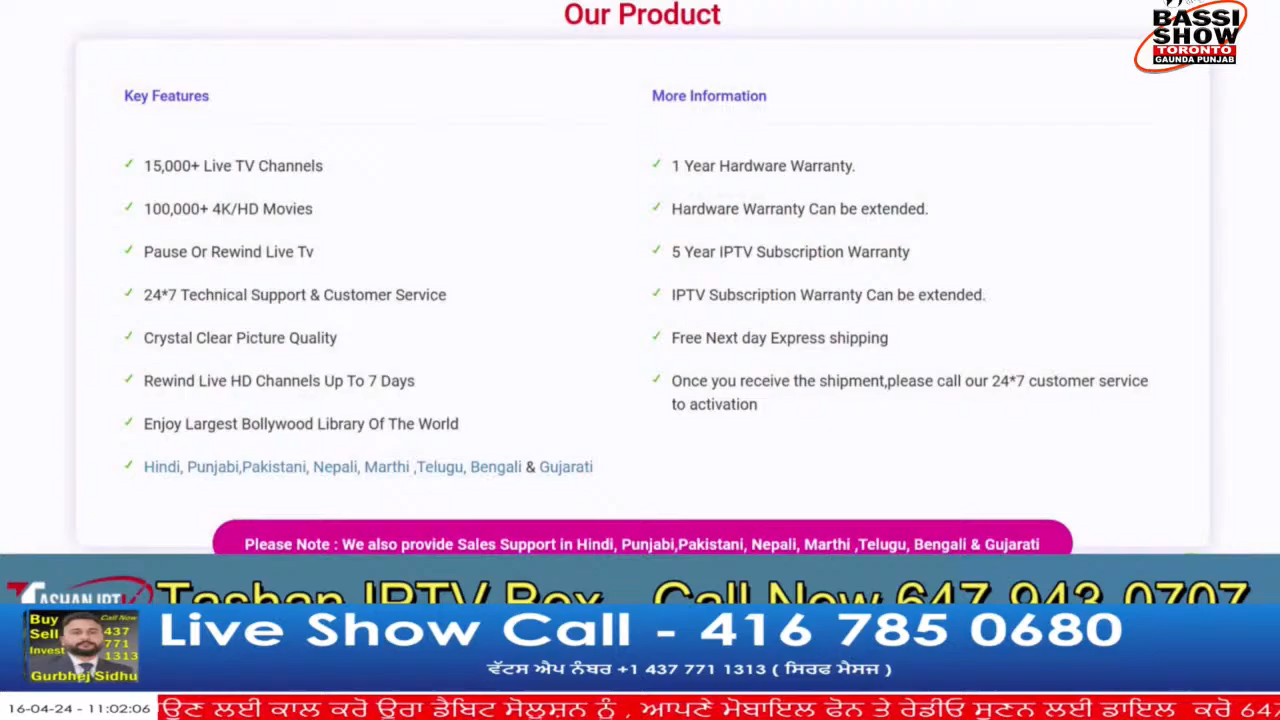 Our Product
BASSI
SHOW
TORONTO
GAUNDA PUNJAB
Key Features
✓ 15,000+ Live TV Channels
✓ 100,000+ 4K/HD Movies
✓ Pause Or Rewind Live Tv
✓ 24*7 Technical Support & Customer Service
✓ Crystal Clear Picture Quality
✓ Rewind Live HD Channels Up To 7 Days
✓ Enjoy Largest Bollywood Library Of The World
✓ Hindi, Punjabi,Pakistani, Nepali, Marthi ,Telugu, Bengali & Gujarati
More Information
✓ 1 Year Hardware Warranty.
✓ Hardware Warranty Can be extended.
✓ 5 Year IPTV Subscription Warranty
✓ IPTV Subscription Warranty Can be extended.
✓ Free Next day Express shipping
✓ Once you receive the shipment,please call our 24*7 customer service
to activation
Please Note : We also provide Sales Support in Hindi, Punjabi,Pakistani, Nepali, Marthi ,Telugu, Bengali & Gujarati
Tashan IPTV Box Call Now 647 943 0707
Buy
Sell
Invest
Call Now
437
771
1313
Gurbhej Sidhu
Live Show Call - 416 785 0680
ਵੱਟਸ ਐਪ ਨੰਬਰ +1 437 771 1313 ( ਸਿਰਫ ਮੈਸਜ )
16-04-24 - 11:02:06
ਉਣ ਲਈ ਕਾਲ ਕਰੋ ਉਰਾ ਡੈਬਿਟ ਸੋਲੁਸ਼ਨ ਨੂੰ , ਆਪਣੇ ਮੋਬਾਇਲ ਫੋਨ ਤੇ ਰੇਡੀਓ ਸੁਣਨ ਲਈ ਡਾਇਲ ਕਰੋ 64